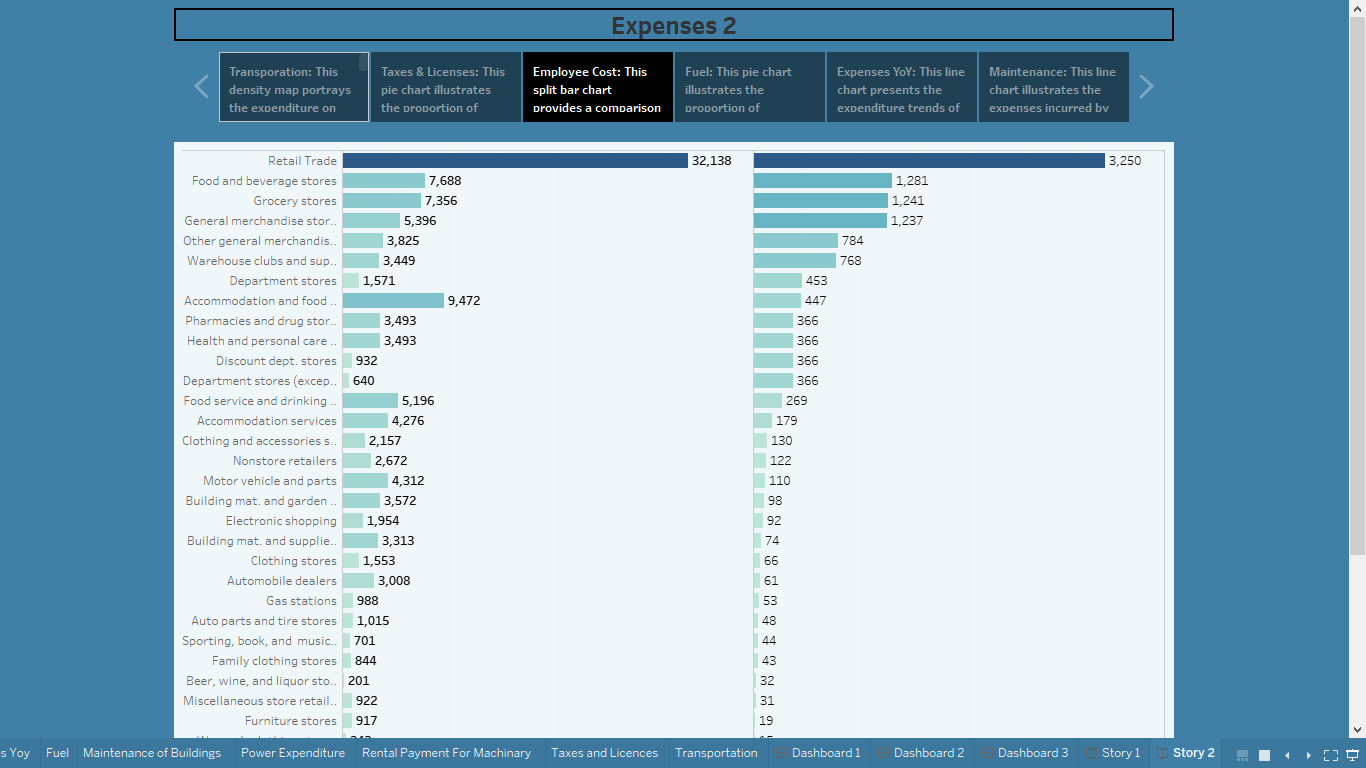 Expenses 2
Transporation: This
density map portrays
the expenditure on
Taxes & Licenses: This
pie chart illustrates
the proportion of
Employee Cost: This
split bar chart
provides a comparison
Fuel: This pie chart
illustrates the
proportion of
Expenses YoY: This line
chart presents the
expenditure trends of
Maintenance: This line
chart illustrates the
expenses incurred by
Retail Trade 32,138 3,250
Food and beverage stores 7,688 1,281
Grocery stores 7,356 1,241
General merchandise stor.. 5,396 1,237
Other general merchandis.. 3,825 784
Warehouse clubs and sup.. 3,449 768
Department stores 1,571 453
Accommodation and food .. 9,472 447
Pharmacies and drug stor.. 3,493 366
Health and personal care .. 3,493 366
Discount dept. stores 932 366
Department stores (excep.. 640 366
Food service and drinking .. 5,196 269
Accommodation services 4,276 179
Clothing and accessories s.. 2,157 130
Nonstore retailers 2,672 122
Motor vehicle and parts 4,312 110
Building mat. and garden .. 3,572 98
Electronic shopping 1,954 92
Building mat. and supplie.. 3,313 74
Clothing stores 1,553 66
Automobile dealers 3,008 61
Gas stations 988 53
Auto parts and tire stores 1,015 48
Sporting, book, and music.. 701 44
Family clothing stores 844 43
Beer, wine, and liquor sto.. 201 32
Miscellaneous store retail.. 922 31
Furniture stores 917 19
s Yoy Fuel Maintenance of Buildings Power Expenditure Rental Payment For Machinery Taxes and Licences Transportation Dashboard 1 Dashboard 2 Dashboard 3 Story 1 Story 2